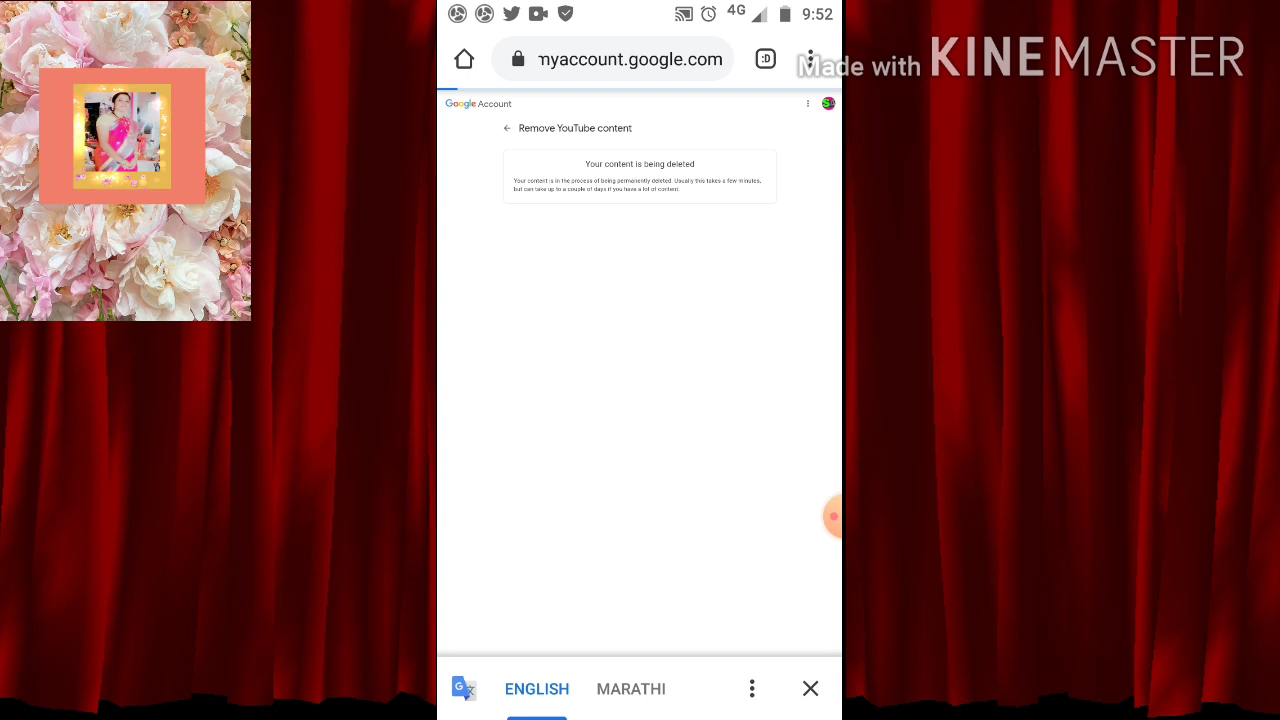 4G 9:52
myaccount.google.com :D
Made with KINEMASTER
Google Account
Remove YouTube content
Your content is being deleted
Your content is in the process of being permanently deleted. Usually this takes a few minutes,
but can take up to a couple of days if you have a lot of content.
ENGLISH MARATHI